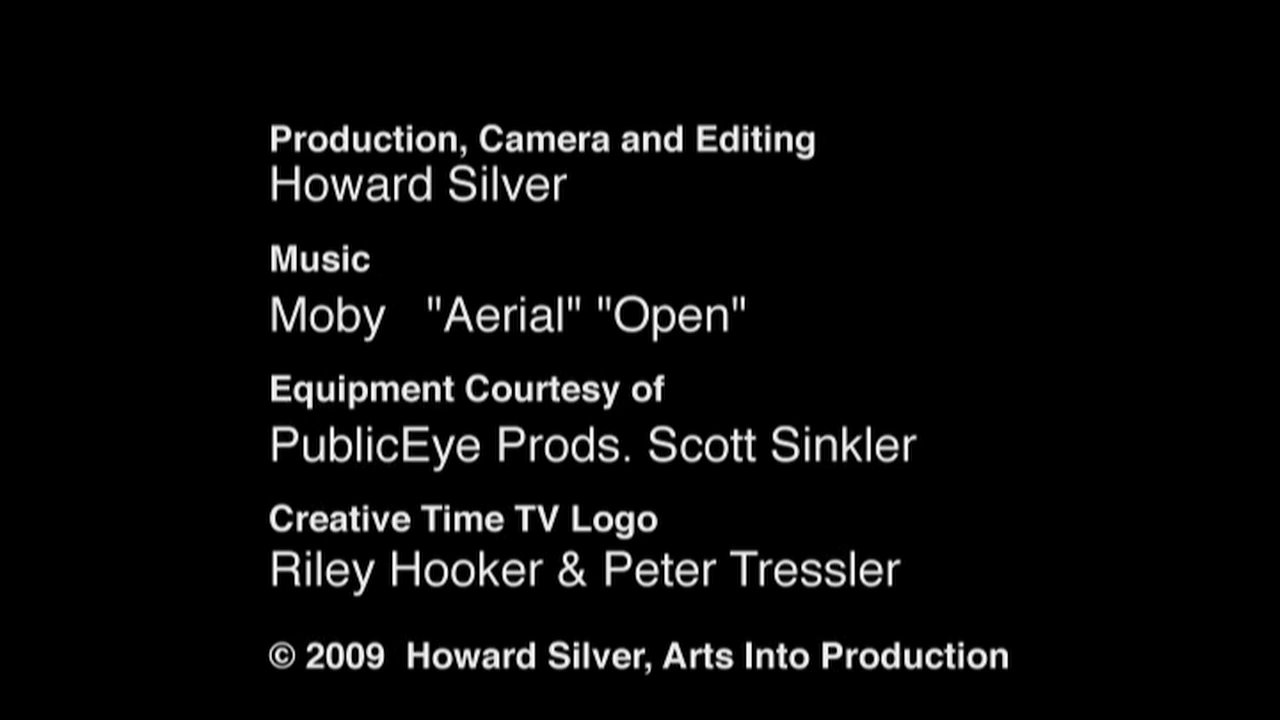 Production, Camera and Editing
Howard Silver
Music
Moby "Aerial" "Open"
Equipment Courtesy of
PublicEye Prods. Scott Sinkler
Creative Time TV Logo
Riley Hooker & Peter Tressler
© 2009 Howard Silver, Arts Into Production